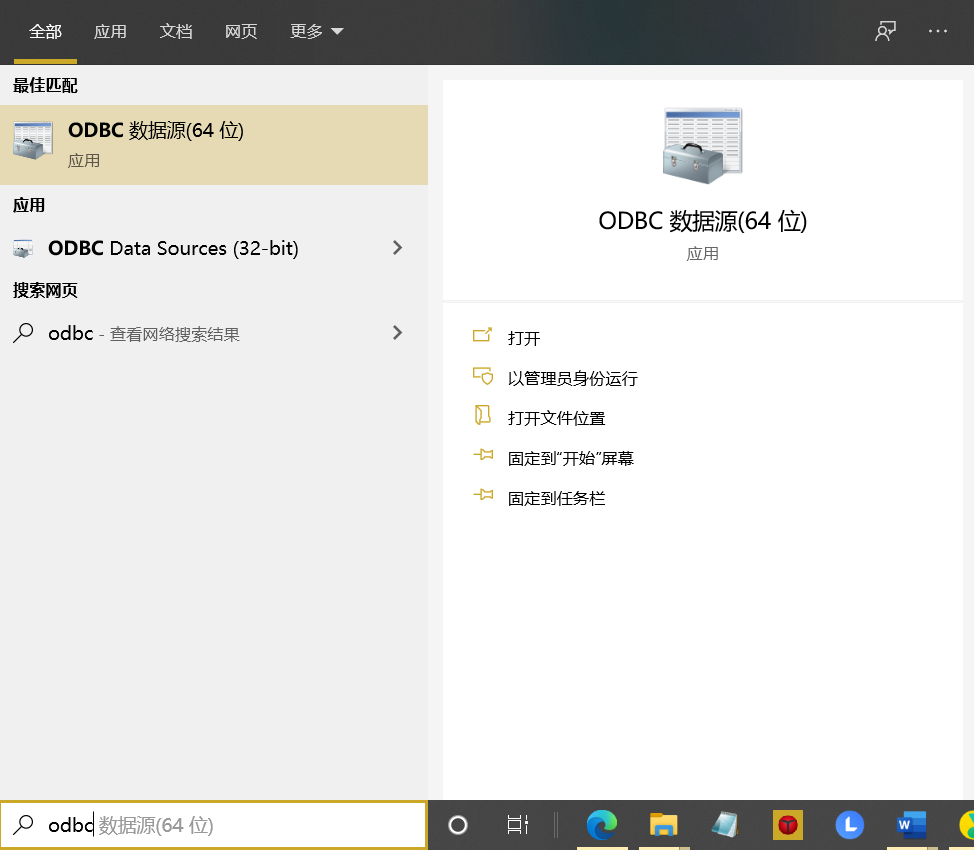 全部 应用 文档 网页 更多
最佳匹配
ODBC 数据源(64 位)
应用
应用
ODBC Data Sources (32-bit)
搜索网页
odbc - 查看网络搜索结果
ODBC 数据源(64 位)
应用
打开
以管理员身份运行
打开文件位置
固定到“开始”屏幕
固定到任务栏
odbc 数据源(64 位)
L
W